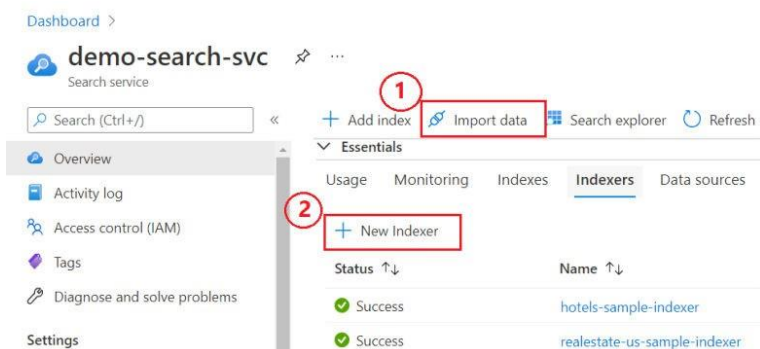 Dashboard >
demo-search-svc
Search service
Search (Ctrl+/)
«
Overview
Activity log
Access control (IAM)
Tags
Diagnose and solve problems
Settings
1
+ Add index Import data Search explorer Refresh
Essentials
Usage Monitoring Indexes Indexers Data sources
2
+ New Indexer
Status ↑↓ Name ↑↓
Success hotels-sample-indexer
Success realestate-us-sample-indexer